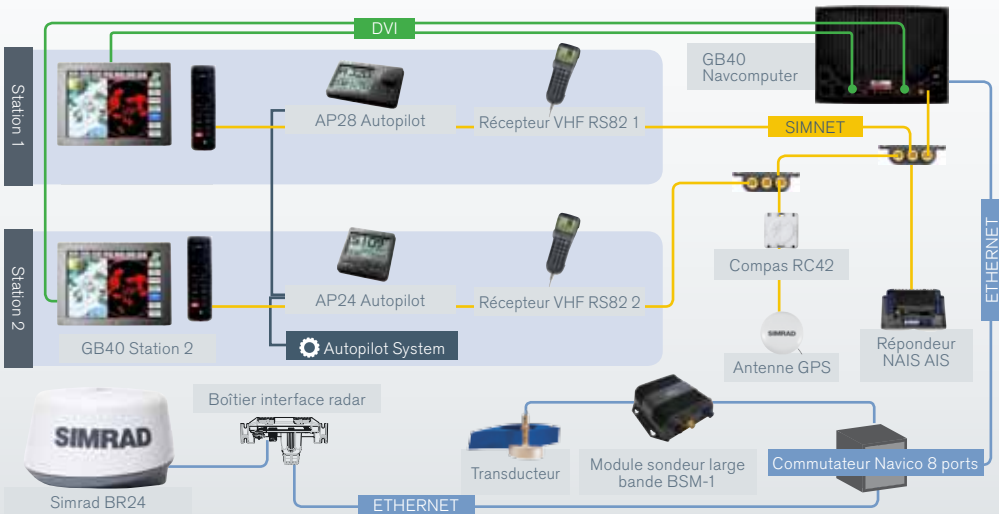 DVI
Station 1
AP28 Autopilot
Récepteur VHF RS82 1
GB40
Navcomputer
SIMNET
ETHERNET
Station 2
GB40 Station 2
AP24 Autopilot
Récepteur VHF RS82 2
Autopilot System
Compas RC42
SIMRAD
Antenne GPS
Répondeur
NAIS AIS
SIMRAD
Simrad BR24
Boîtier interface radar
Transducteur
Module sondeur large
bande BSM-1
Commutateur Navico 8 ports
ETHERNET